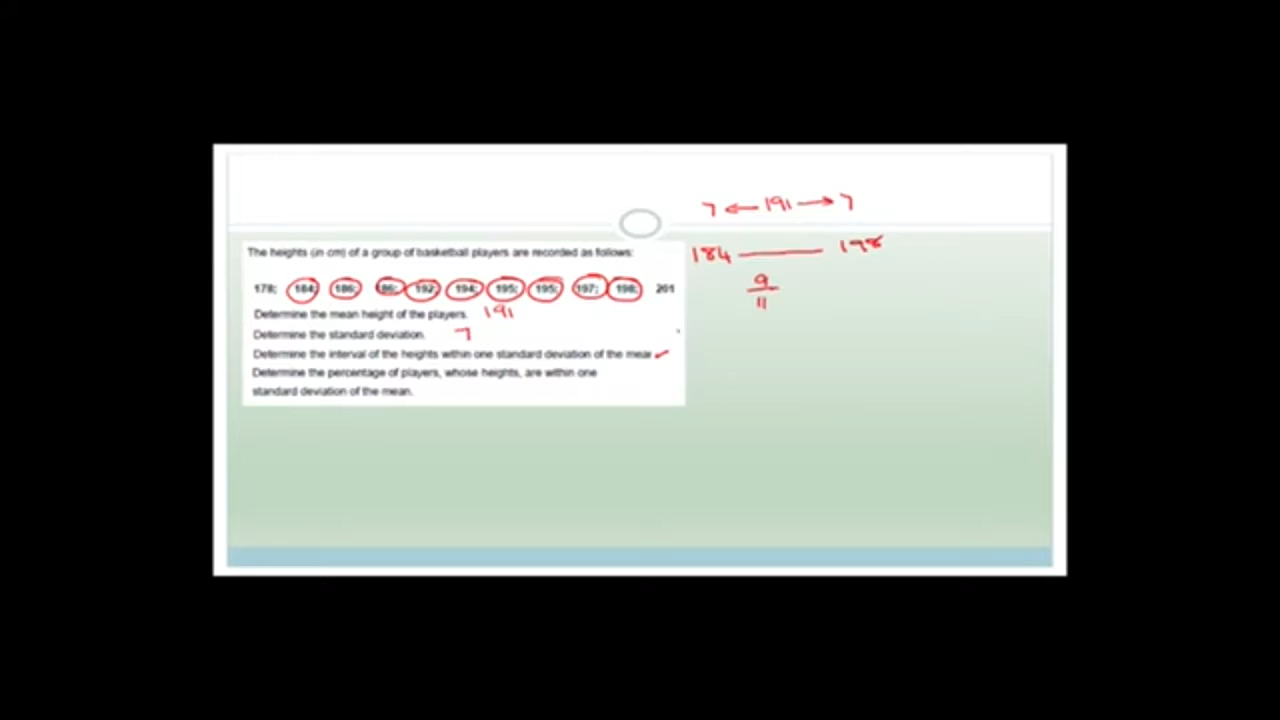 7 ← 191 → 7
The heights (in cm) of a group of basketball players are recorded as follows:
184 — 198
178; 184; 186; 186; 192; 194; 195; 195; 197; 198; 201
9
11
Determine the mean height of the players. 191
Determine the standard deviation. 7
Determine the interval of the heights within one standard deviation of the mean ✓
Determine the percentage of players, whose heights, are within one
standard deviation of the mean.